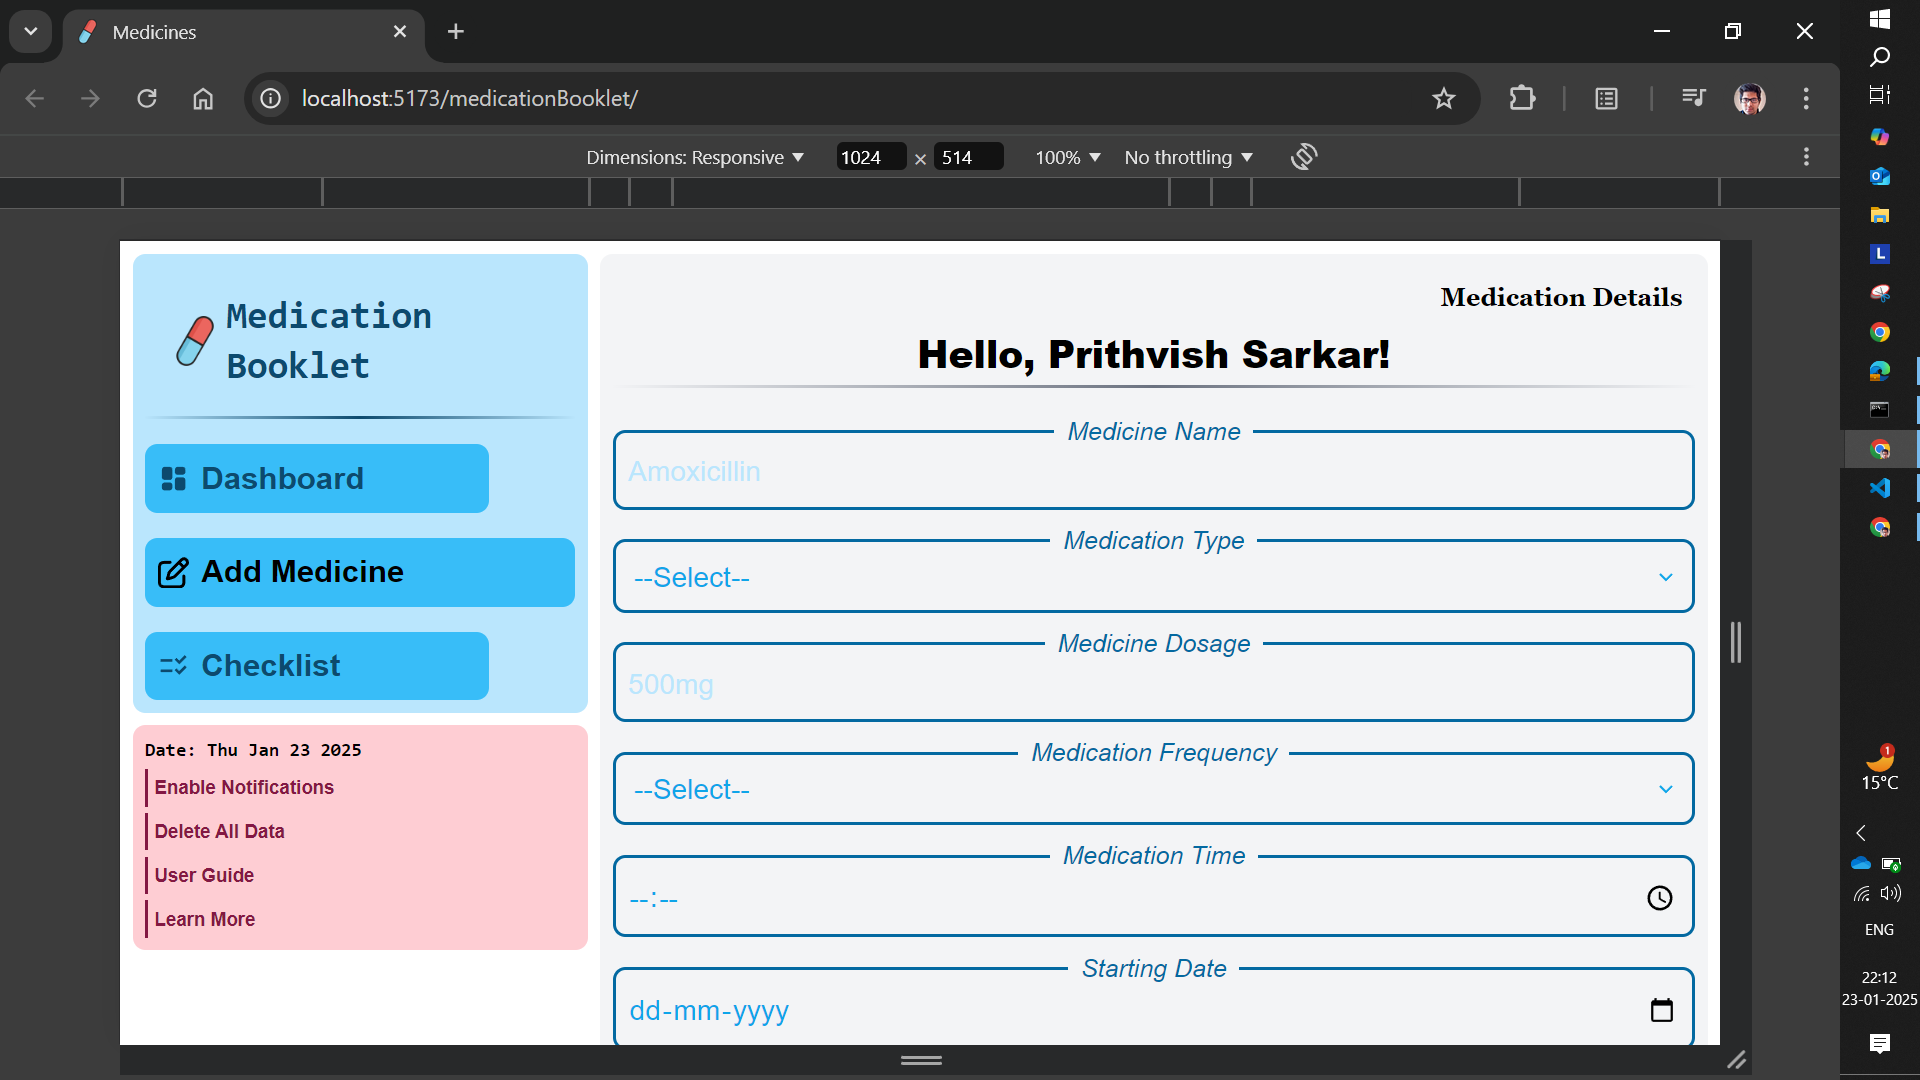 Medicines
localhost:5173/medicationBooklet/
Dimensions: Responsive 1024 × 514 100% No throttling
Medication
Booklet
Dashboard
Add Medicine
Checklist
Date: Thu Jan 23 2025
Enable Notifications
Delete All Data
User Guide
Learn More
Medication Details
Hello, Prithvish Sarkar!
Medicine Name
Amoxicillin
Medication Type
--Select--
Medicine Dosage
500mg
Medication Frequency
--Select--
Medication Time
--:--
Starting Date
dd-mm-yyyy
L
1
15°C
ENG
22:12
23-01-2025